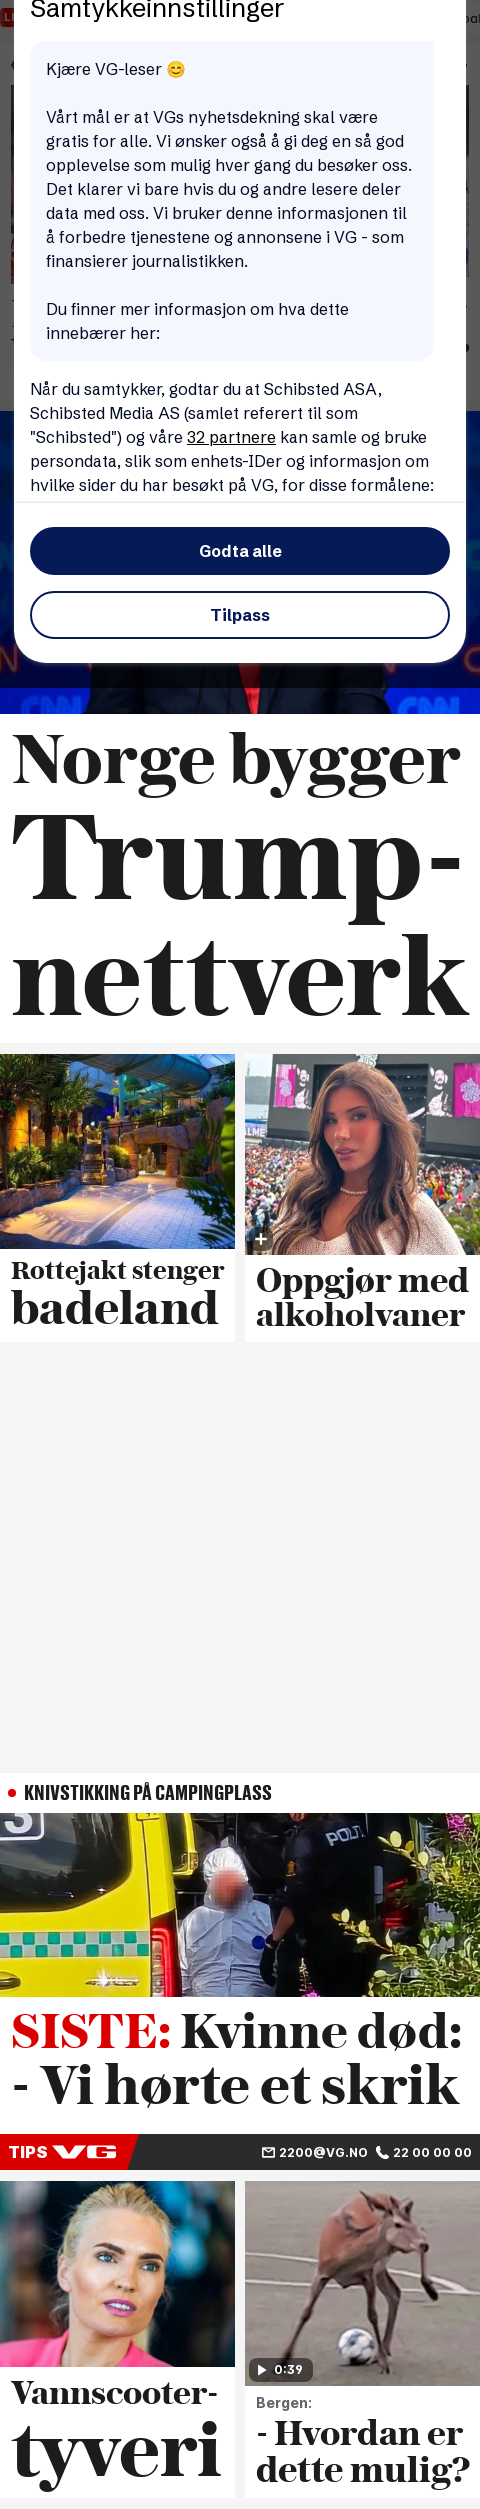 Samtykkeinnstillinger
Kjære VG-leser 😊
Vårt mål er at VGs nyhetsdekning skal være
gratis for alle. Vi ønsker også å gi deg en så god
opplevelse som mulig hver gang du besøker oss.
Det klarer vi bare hvis du og andre lesere deler
data med oss. Vi bruker denne informasjonen til
å forbedre tjenestene og annonsene i VG - som
finansierer journalistikken.
Du finner mer informasjon om hva dette
innebærer her:
Når du samtykker, godtar du at Schibsted ASA,
Schibsted Media AS (samlet referert til som
"Schibsted") og våre 32 partnere kan samle og bruke
persondata, slik som enhets-IDer og informasjon om
hvilke sider du har besøkt på VG, for disse formålene:
Godta alle
Tilpass
CNN CNN
Norge bygger
Trump-
nettverk
Rottejakt stenger
badeland
Oppgjør med
alkoholvaner
KNIVSTIKKING PÅ CAMPINGPLASS
3
POLITI
SISTE: Kvinne død:
- Vi hørte et skrik
TIPS VG 2200@VG.NO 22 00 00 00
Vannscooter-
tyveri
0:39
Bergen:
- Hvordan er
dette mulig?